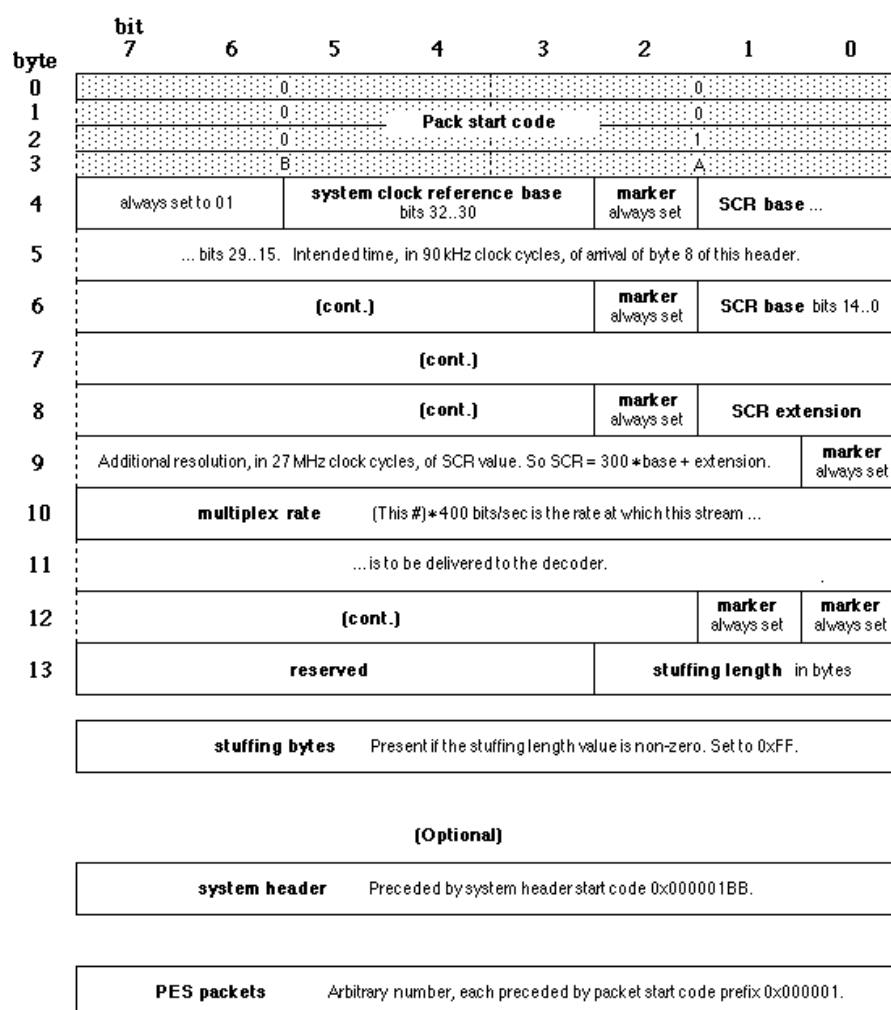 bit
7 6 5 4 3 2 1 0
byte
0 0 0
1 0 0
Pack start code
2 0 1
3 B A
4 always set to 01 system clock reference base marker SCR base ...
bits 32..30 always set
5 ... bits 29..15. Intended time, in 90 kHz clock cycles, of arrival of byte 8 of this header.
6 (cont.) marker SCR base bits 14..0
always set
7 (cont.)
8 (cont.) marker SCR extension
always set
9 Additional resolution, in 27 MHz clock cycles, of SCR value. So SCR = 300*base + extension. marker
always set
10 multiplex rate (This #)*400 bits/sec is the rate at which this stream ...
11 ... is to be delivered to the decoder.
12 (cont.) marker marker
always set always set
13 reserved stuffing length in bytes
stuffing bytes Present if the stuffing length value is non-zero. Set to 0xFF.
(Optional)
system header Preceded by system header start code 0x000001BB.
PES packets Arbitrary number, each preceded by packet start code prefix 0x000001.